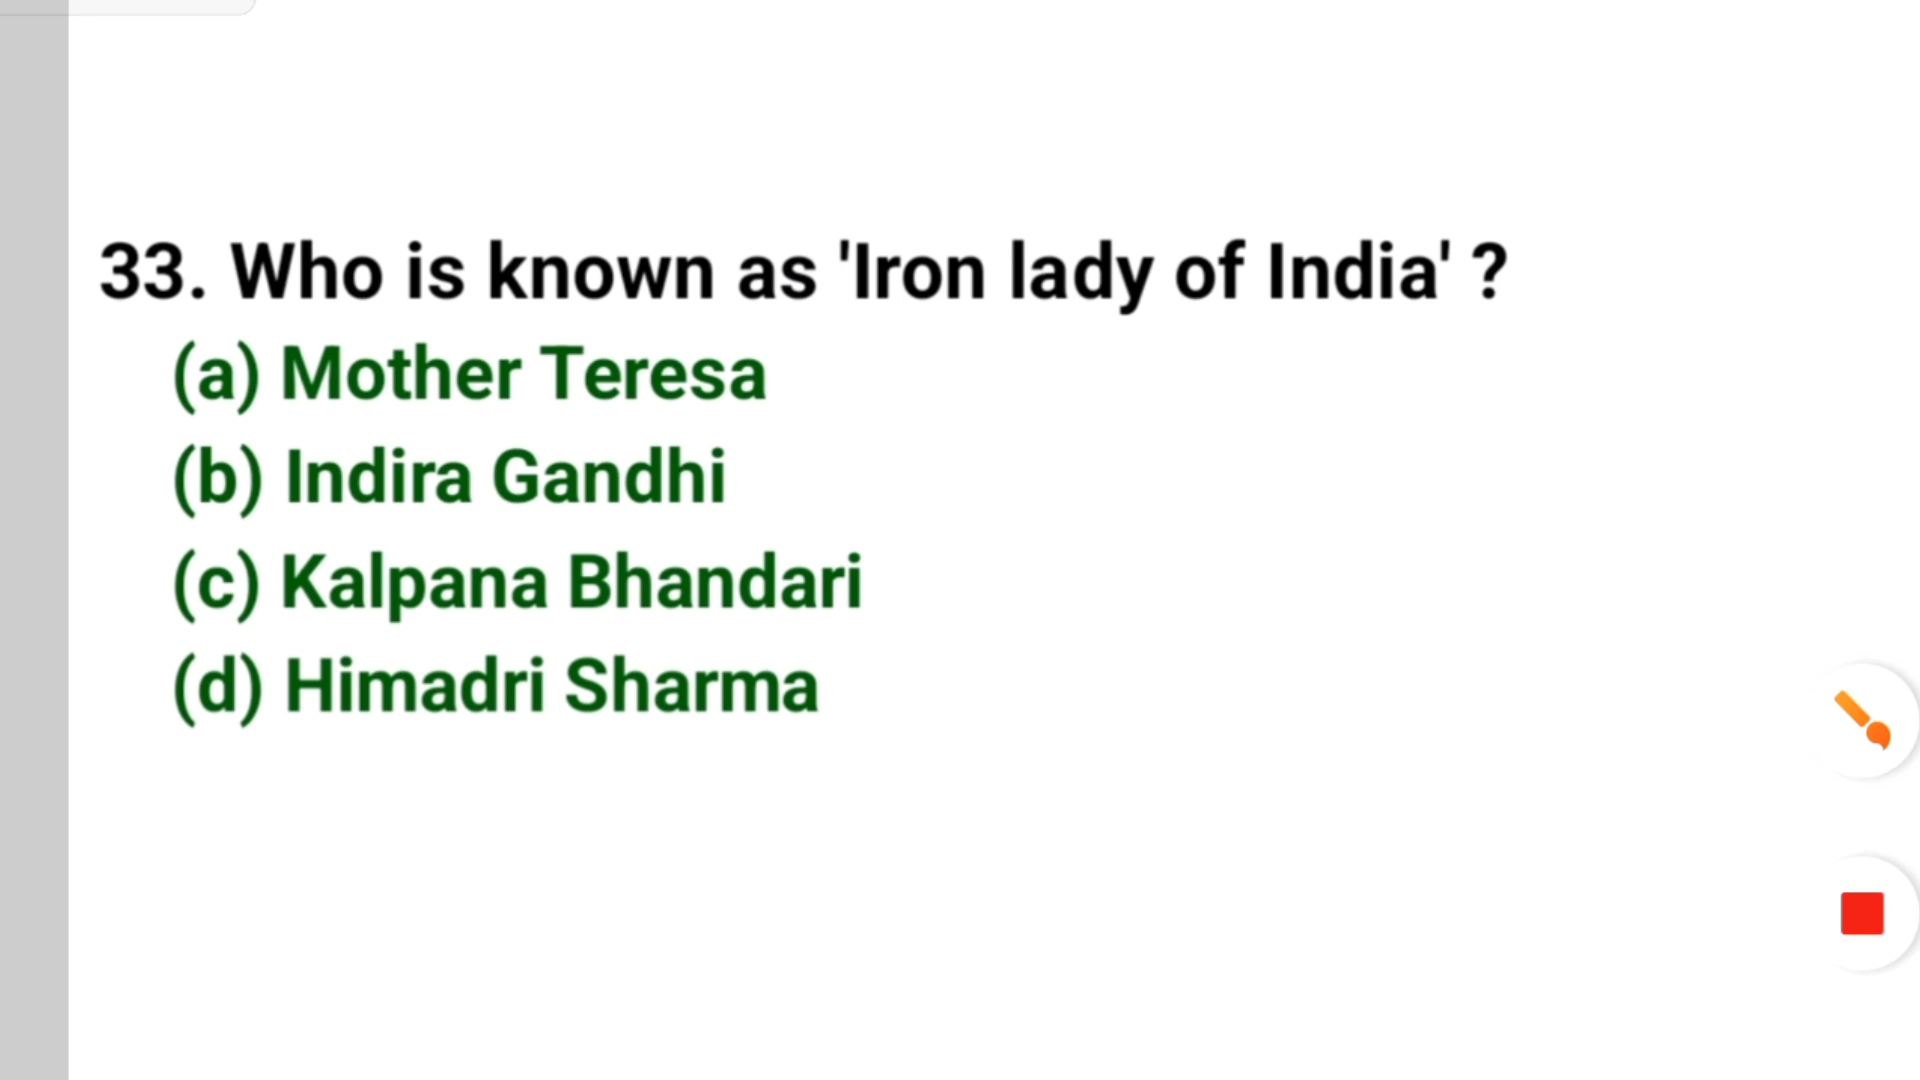 33. Who is known as 'Iron lady of India' ?
(a) Mother Teresa
(b) Indira Gandhi
(c) Kalpana Bhandari
(d) Himadri Sharma